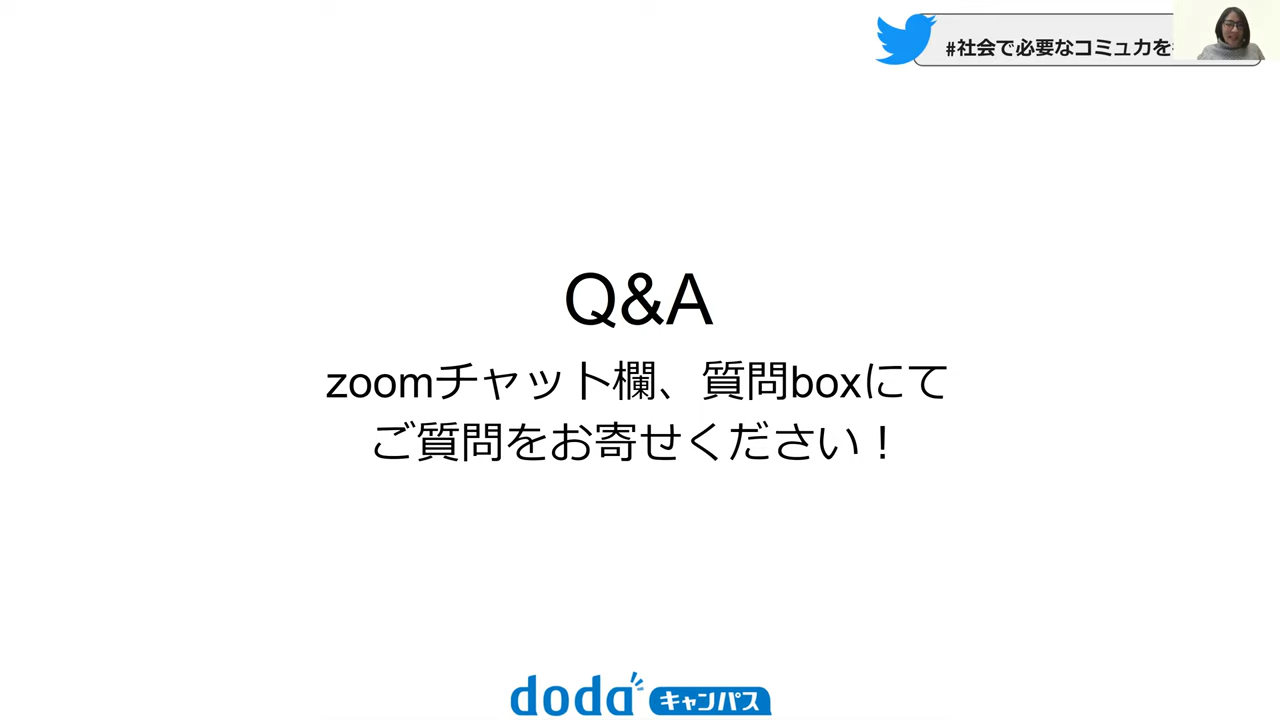 #社会で必要なコミュ力を
Q&A
zoomチャット欄、質問boxにて
ご質問をお寄せください！
doda キャンパス